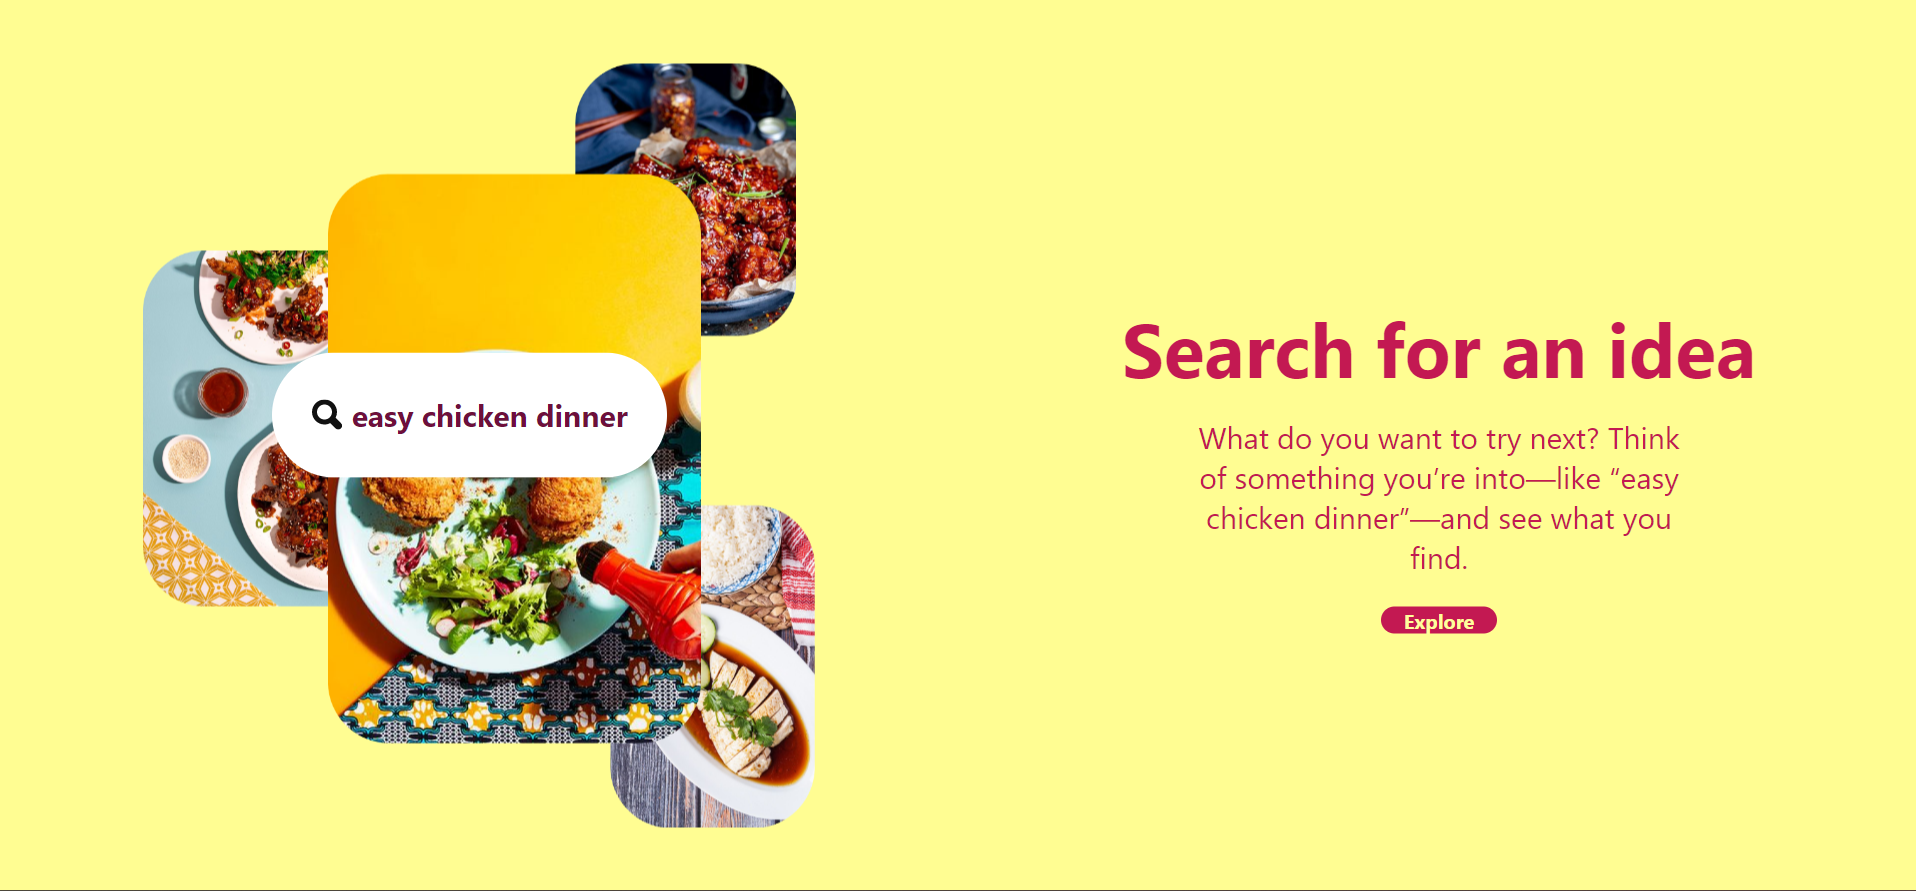 easy chicken dinner
Search for an idea
What do you want to try next? Think
of something you’re into—like “easy
chicken dinner”—and see what you
find.
Explore